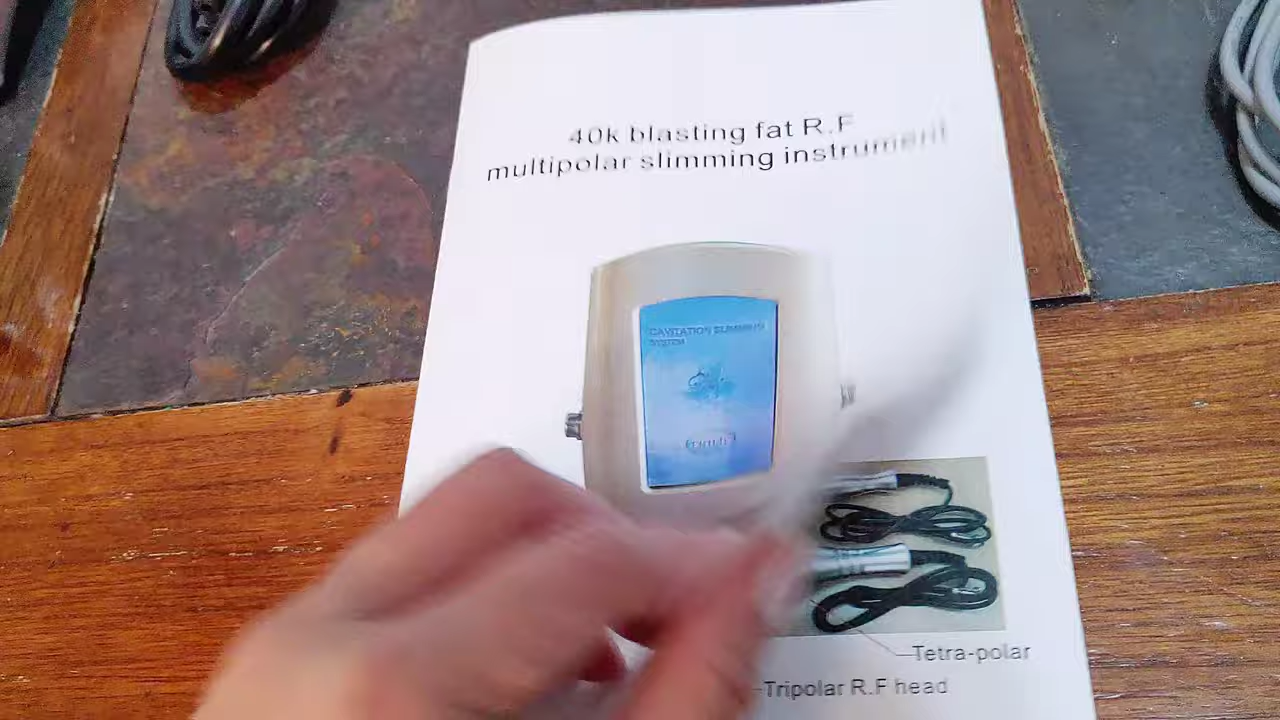 40k blasting fat R.F
multipolar slimming instrument
CAVITATION SLIMMING
SYSTEM
Tetra-polar
Tripolar R.F head